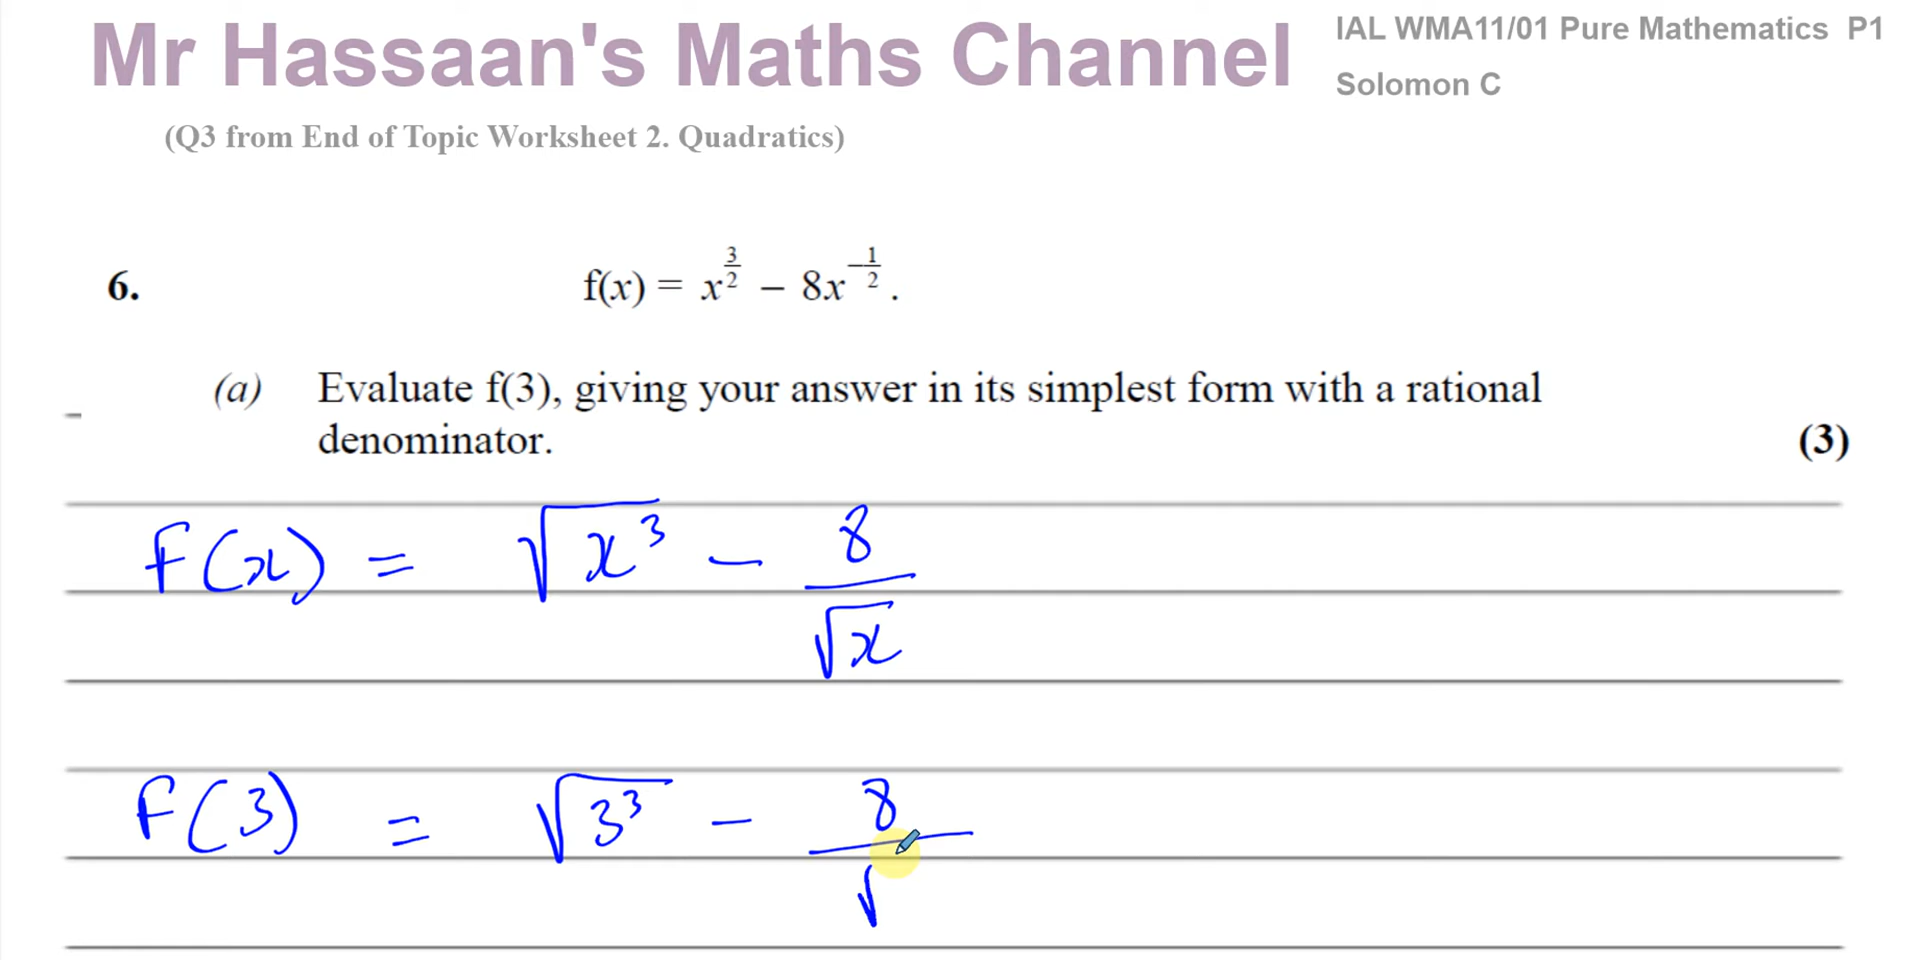 Mr Hassaan's Maths Channel
IAL WMA11/01 Pure Mathematics P1
Solomon C
(Q3 from End of Topic Worksheet 2. Quadratics)
6. f(x) = x^{3/2} − 8x^{−1/2}.
(a) Evaluate f(3), giving your answer in its simplest form with a rational
denominator.
(3)
F(x) = √x³ − 8/√x
F(3) = √3³ − 8/√